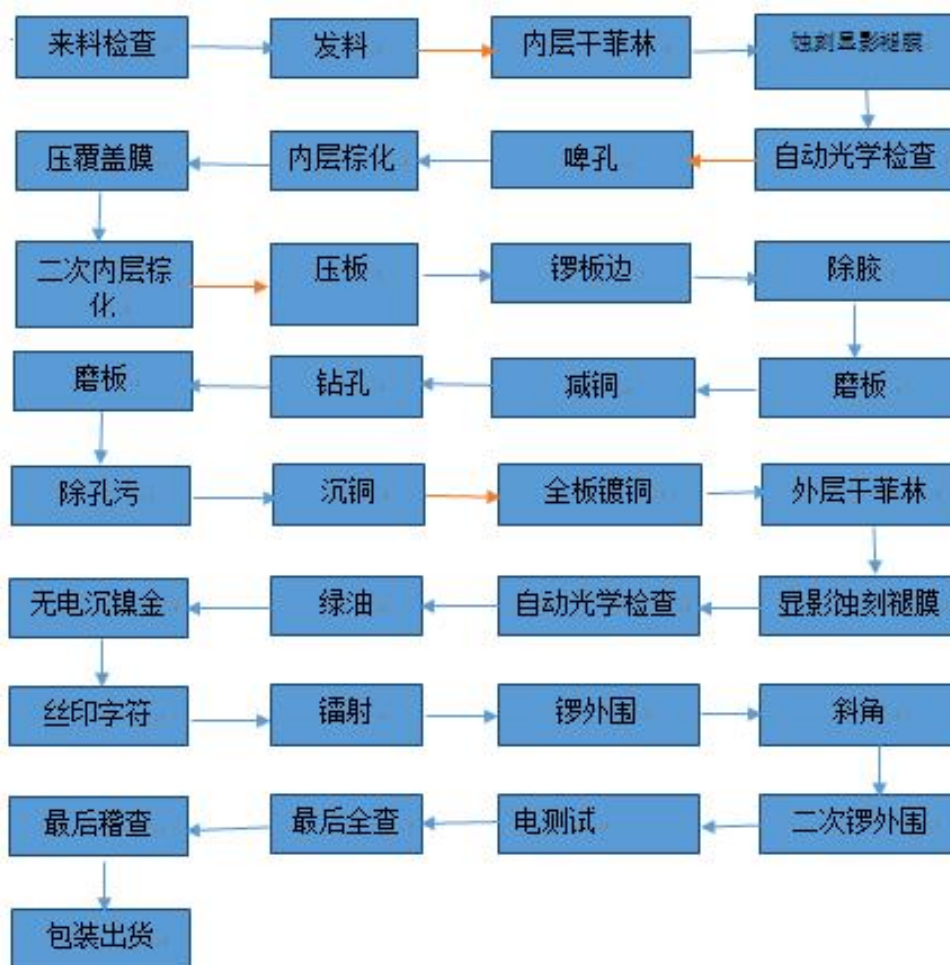 来料检查
发料
内层干菲林
蚀刻显影褪膜
压覆盖膜
内层棕化
啤孔
自动光学检查
二次内层棕
化
压板
锣板边
除胶
磨板
钻孔
减铜
磨板
除孔污
沉铜
全板镀铜
外层干菲林
无电沉镍金
绿油
自动光学检查
显影蚀刻褪膜
丝印字符
镭射
锣外围
斜角
最后稽查
最后全查
电测试
二次锣外围
包装出货